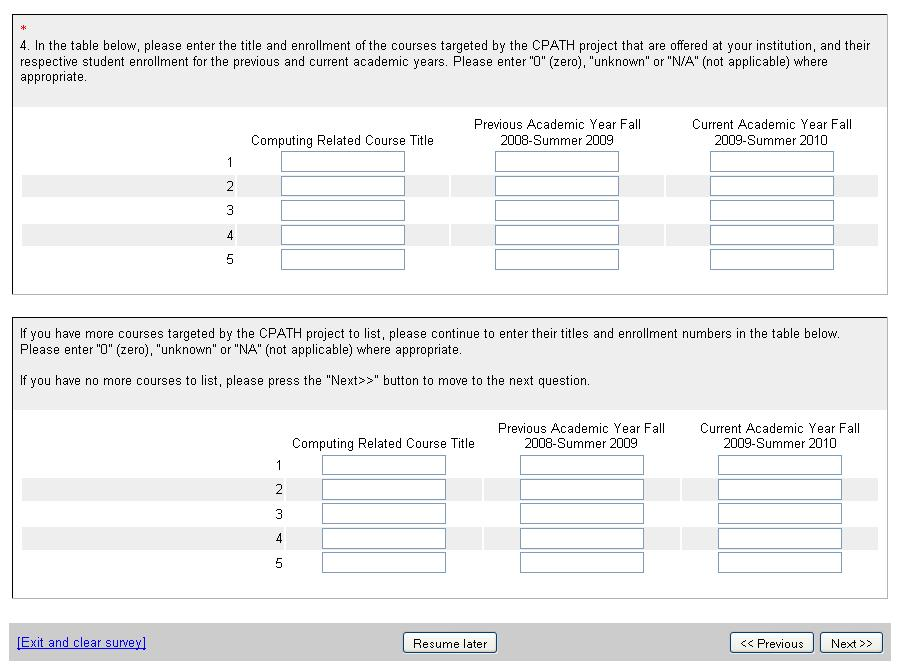 *
4. In the table below, please enter the title and enrollment of the courses targeted by the CPATH project that are offered at your institution, and their
respective student enrollment for the previous and current academic years. Please enter "0" (zero), "unknown" or "N/A" (not applicable) where
appropriate.
Computing Related Course Title
Previous Academic Year Fall
2008-Summer 2009
Current Academic Year Fall
2009-Summer 2010
1
2
3
4
5
If you have more courses targeted by the CPATH project to list, please continue to enter their titles and enrollment numbers in the table below.
Please enter "0" (zero), "unknown" or "NA" (not applicable) where appropriate.
If you have no more courses to list, please press the "Next>>" button to move to the next question.
Computing Related Course Title
Previous Academic Year Fall
2008-Summer 2009
Current Academic Year Fall
2009-Summer 2010
1
2
3
4
5
[Exit and clear survey]
Resume later
<< Previous
Next >>